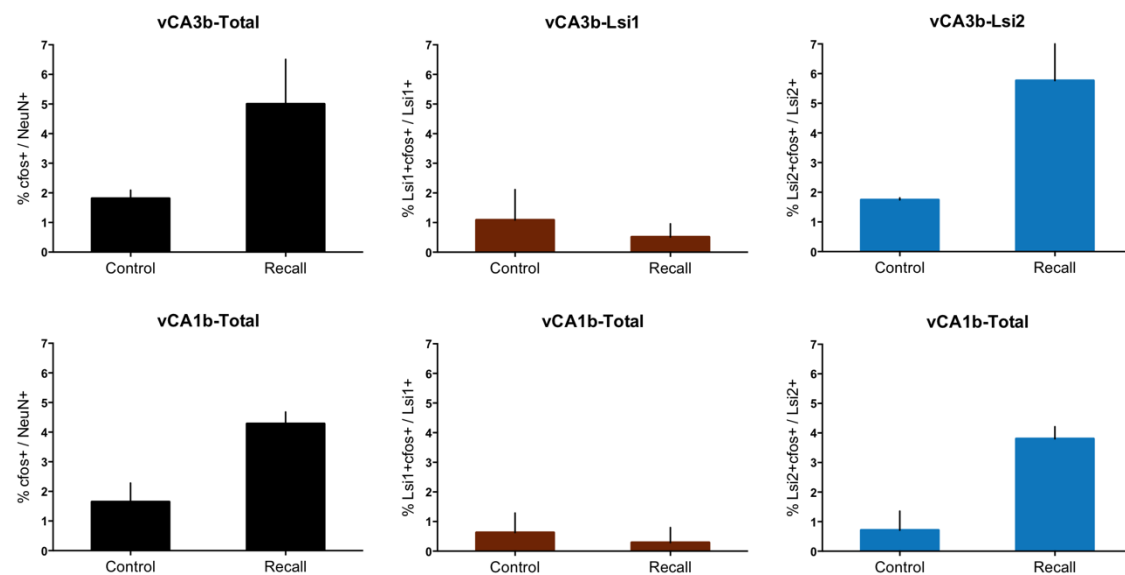 vCA3b-Total
% cfos+ / NeuN+
7
6
5
4
3
2
1
0
Control Recall
vCA3b-Lsi1
% Lsi1+cfos+ / Lsi1+
7
6
5
4
3
2
1
0
Control Recall
vCA3b-Lsi2
% Lsi2+cfos+ / Lsi2+
7
6
5
4
3
2
1
0
Control Recall
vCA1b-Total
% cfos+ / NeuN+
7
6
5
4
3
2
1
0
Control Recall
vCA1b-Total
% Lsi1+cfos+ / Lsi1+
7
6
5
4
3
2
1
0
Control Recall
vCA1b-Total
% Lsi2+cfos+ / Lsi2+
7
6
5
4
3
2
1
0
Control Recall